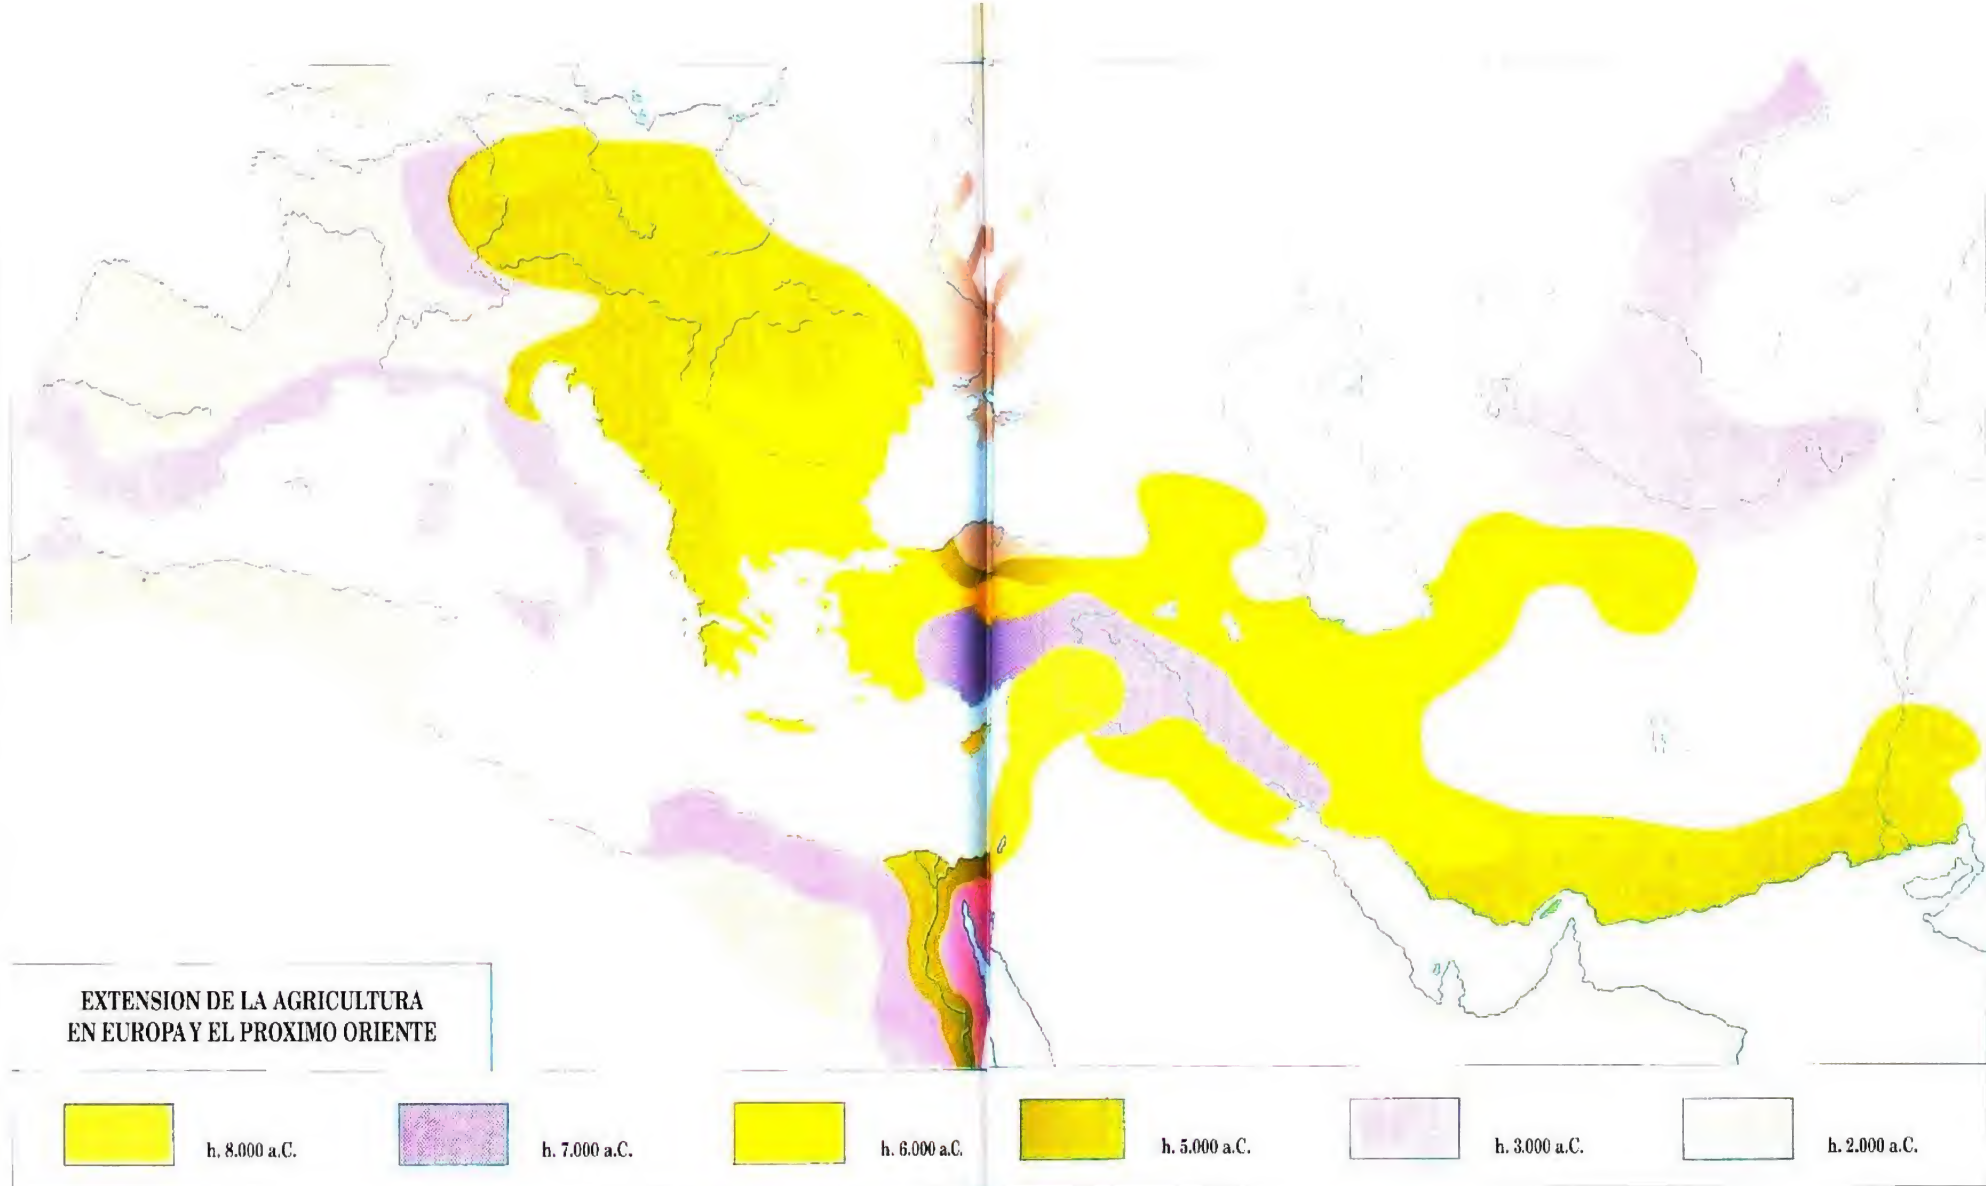 EXTENSION DE LA AGRICULTURA
EN EUROPA Y EL PROXIMO ORIENTE
h. 8.000 a.C.
h. 7.000 a.C.
h. 6.000 a.C.
h. 5.000 a.C.
h. 3.000 a.C.
h. 2.000 a.C.